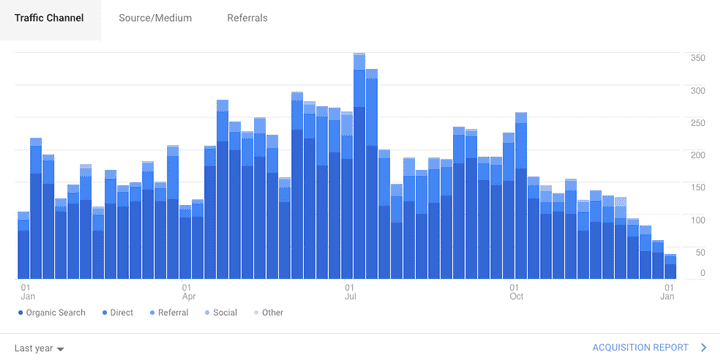 Traffic Channel
Source/Medium
Referrals
350
300
250
200
150
100
50
0
01
Jan
01
Apr
01
Jul
01
Oct
01
Jan
Organic Search
Direct
Referral
Social
Other
Last year
ACQUISITION REPORT